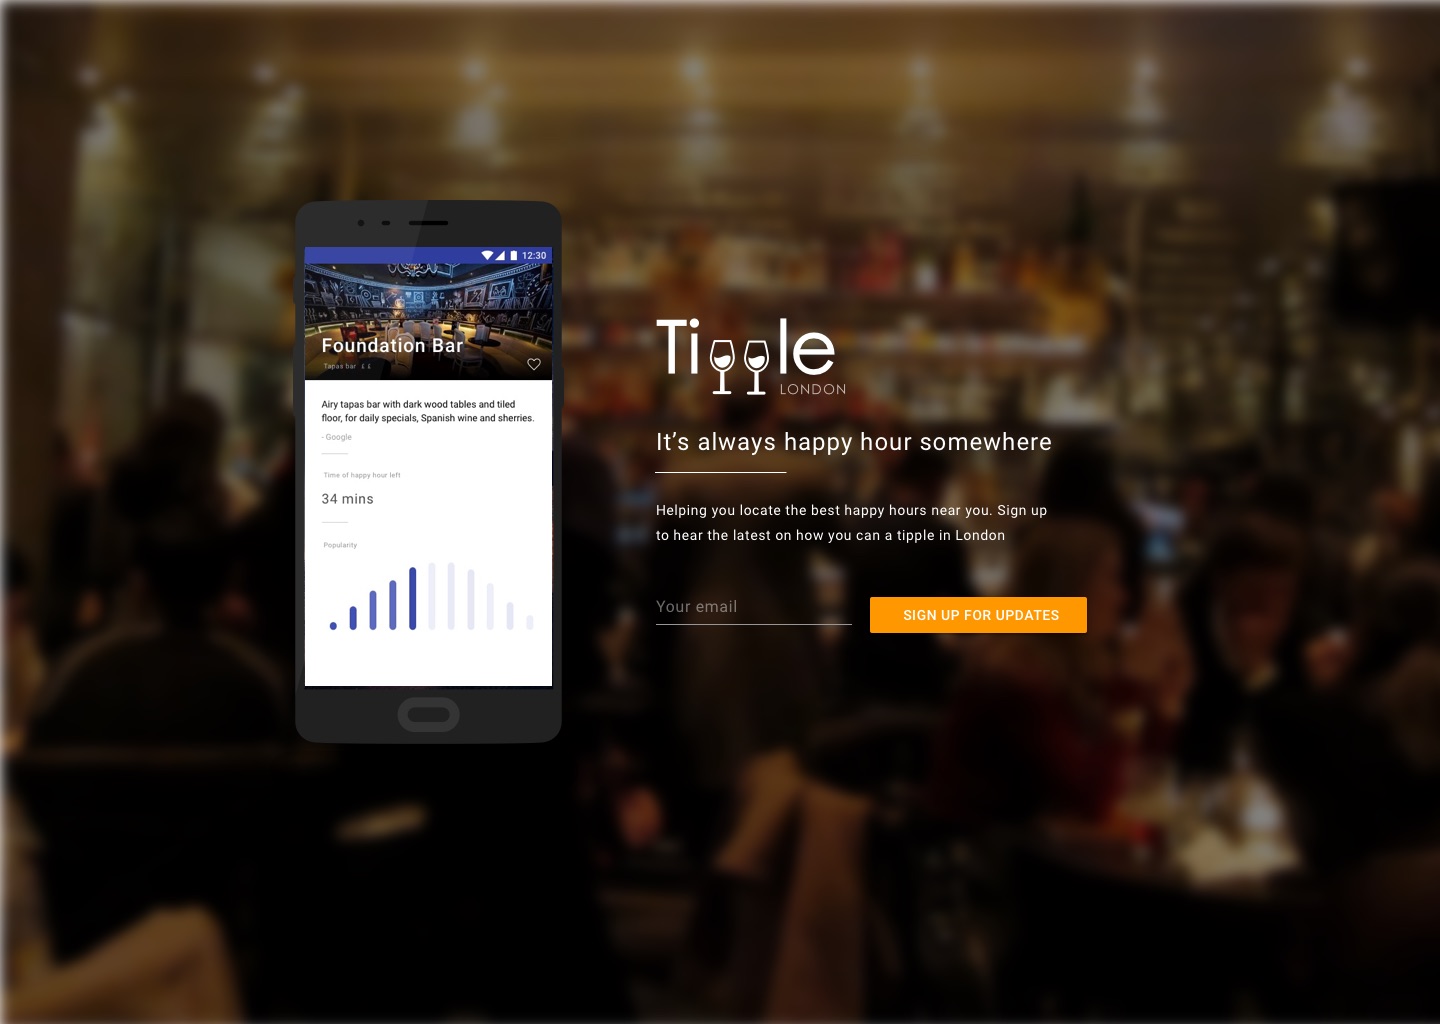 12:30
Foundation Bar
Tapas bar ££
Airy tapas bar with dark wood tables and tiled
floor, for daily specials, Spanish wine and sherries.
- Google
Time of happy hour left
34 mins
Popularity
Tipple
LONDON
It’s always happy hour somewhere
Helping you locate the best happy hours near you. Sign up
to hear the latest on how you can a tipple in London
Your email
SIGN UP FOR UPDATES